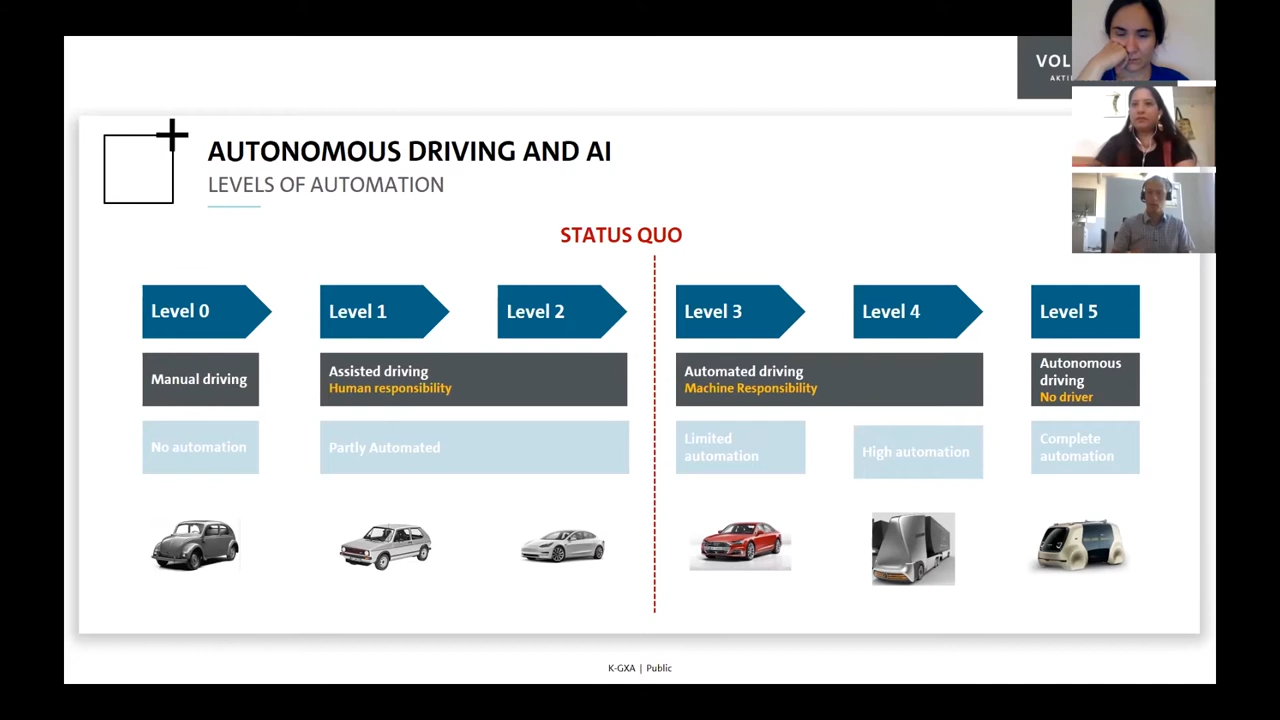 VOL
AKTI
AUTONOMOUS DRIVING AND AI
LEVELS OF AUTOMATION
STATUS QUO
Level 0
Level 1
Level 2
Level 3
Level 4
Level 5
Manual driving
Assisted driving
Human responsibility
Automated driving
Machine Responsibility
Autonomous
driving
No driver
No automation
Partly Automated
Limited
automation
High automation
Complete
automation
K-GXA | Public